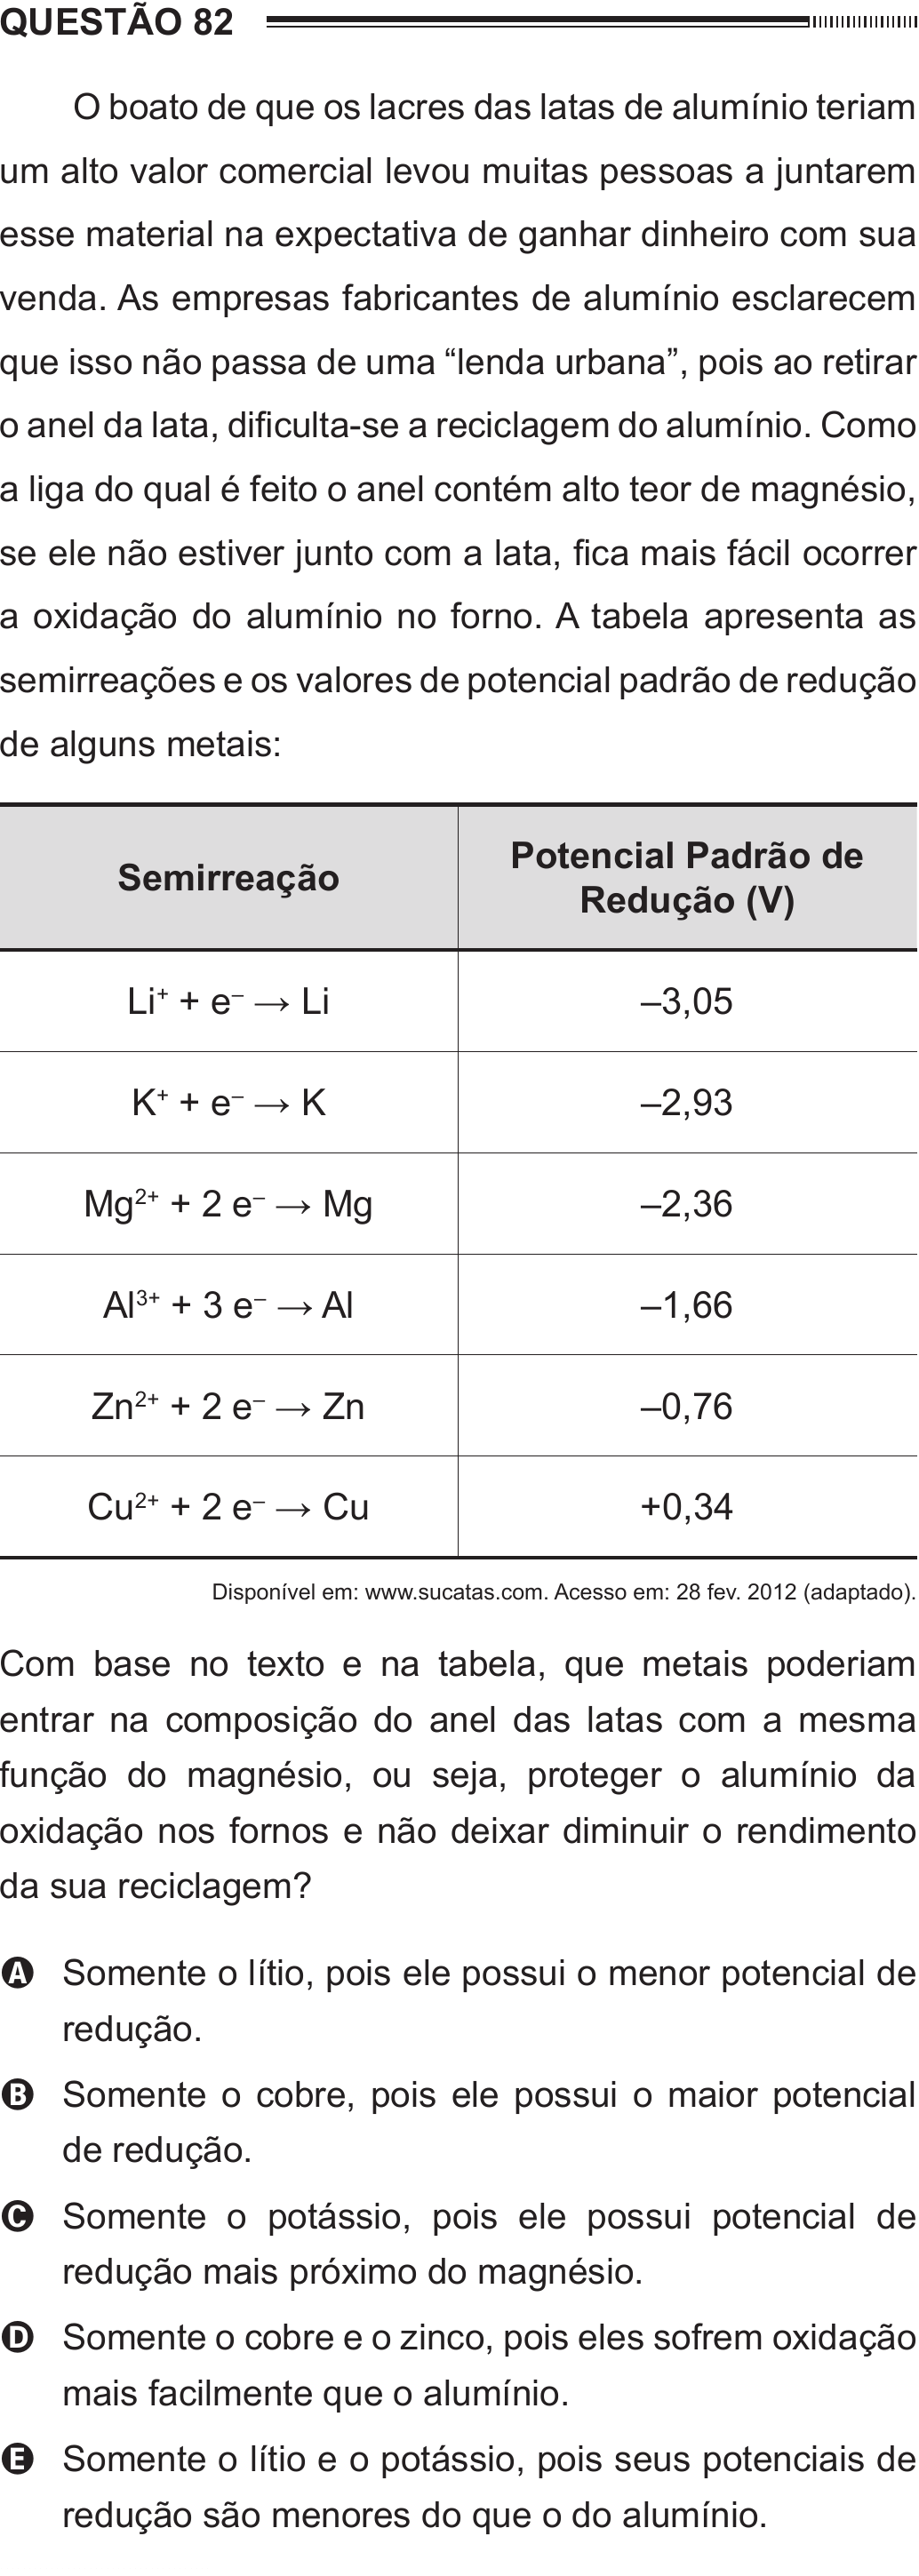 QUESTÃO 82
O boato de que os lacres das latas de alumínio teriam
um alto valor comercial levou muitas pessoas a juntarem
esse material na expectativa de ganhar dinheiro com sua
venda. As empresas fabricantes de alumínio esclarecem
que isso não passa de uma “lenda urbana”, pois ao retirar
o anel da lata, dificulta-se a reciclagem do alumínio. Como
a liga do qual é feito o anel contém alto teor de magnésio,
se ele não estiver junto com a lata, fica mais fácil ocorrer
a oxidação do alumínio no forno. A tabela apresenta as
semirreações e os valores de potencial padrão de redução
de alguns metais:
Semirreação Potencial Padrão de
Redução (V)
Li⁺ + e⁻ → Li –3,05
K⁺ + e⁻ → K –2,93
Mg²⁺ + 2 e⁻ → Mg –2,36
Al³⁺ + 3 e⁻ → Al –1,66
Zn²⁺ + 2 e⁻ → Zn –0,76
Cu²⁺ + 2 e⁻ → Cu +0,34
Disponível em: www.sucatas.com. Acesso em: 28 fev. 2012 (adaptado).
Com base no texto e na tabela, que metais poderiam
entrar na composição do anel das latas com a mesma
função do magnésio, ou seja, proteger o alumínio da
oxidação nos fornos e não deixar diminuir o rendimento
da sua reciclagem?
A Somente o lítio, pois ele possui o menor potencial de
redução.
B Somente o cobre, pois ele possui o maior potencial
de redução.
C Somente o potássio, pois ele possui potencial de
redução mais próximo do magnésio.
D Somente o cobre e o zinco, pois eles sofrem oxidação
mais facilmente que o alumínio.
E Somente o lítio e o potássio, pois seus potenciais de
redução são menores do que o do alumínio.